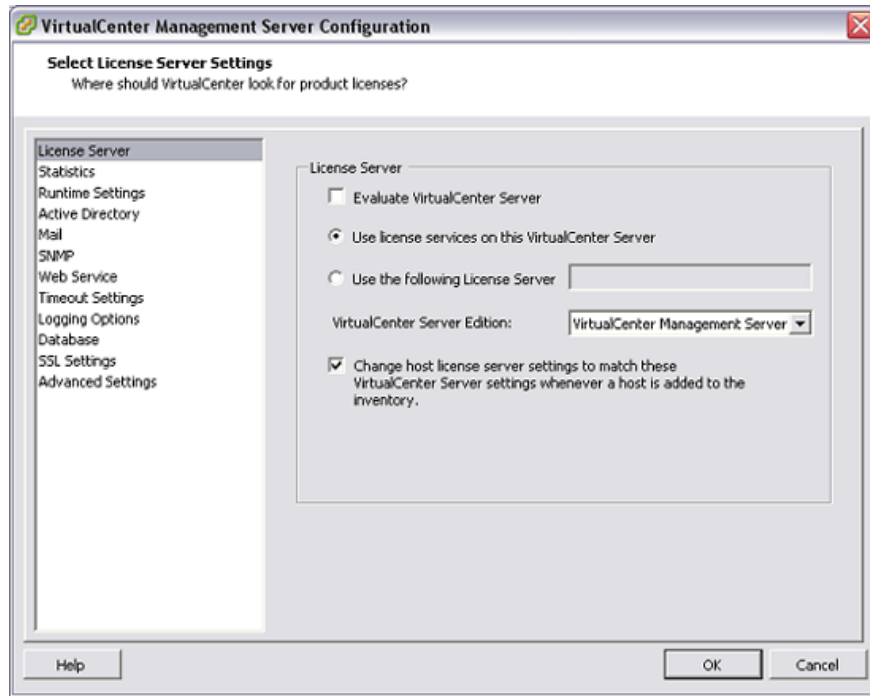 VirtualCenter Management Server Configuration
Select License Server Settings
Where should VirtualCenter look for product licenses?
License Server
Statistics
Runtime Settings
Active Directory
Mail
SNMP
Web Service
Timeout Settings
Logging Options
Database
SSL Settings
Advanced Settings
License Server
Evaluate VirtualCenter Server
Use license services on this VirtualCenter Server
Use the following License Server
VirtualCenter Server Edition:
VirtualCenter Management Server
Change host license server settings to match these
VirtualCenter Server settings whenever a host is added to the
inventory.
Help
OK
Cancel